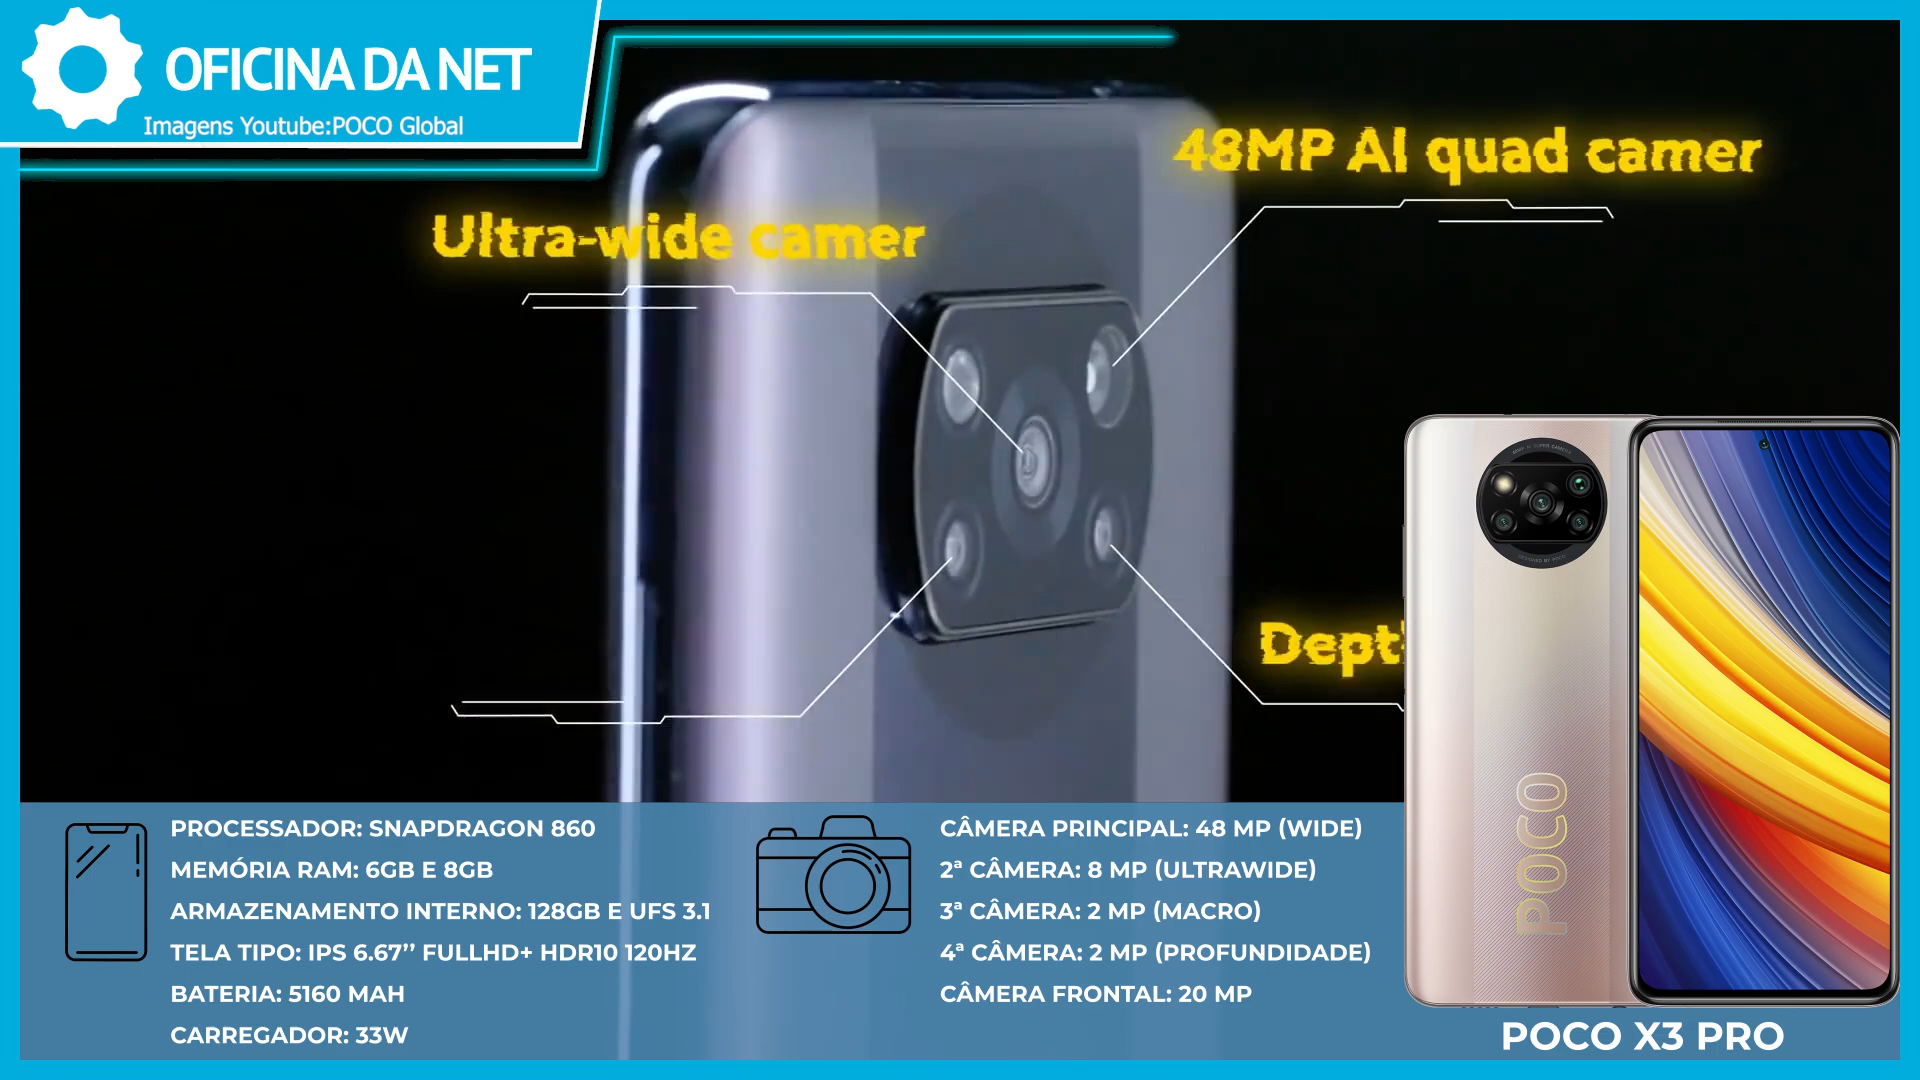 OFICINA DA NET
Imagens Youtube:POCO Global
48MP AI quad camer
Ultra-wide camer
Dept
PROCESSADOR: SNAPDRAGON 860
MEMÓRIA RAM: 6GB E 8GB
ARMAZENAMENTO INTERNO: 128GB E UFS 3.1
TELA TIPO: IPS 6.67’’ FULLHD+ HDR10 120HZ
BATERIA: 5160 MAH
CARREGADOR: 33W
CÂMERA PRINCIPAL: 48 MP (WIDE)
2ª CÂMERA: 8 MP (ULTRAWIDE)
3ª CÂMERA: 2 MP (MACRO)
4ª CÂMERA: 2 MP (PROFUNDIDADE)
CÂMERA FRONTAL: 20 MP
POCO
POCO X3 PRO